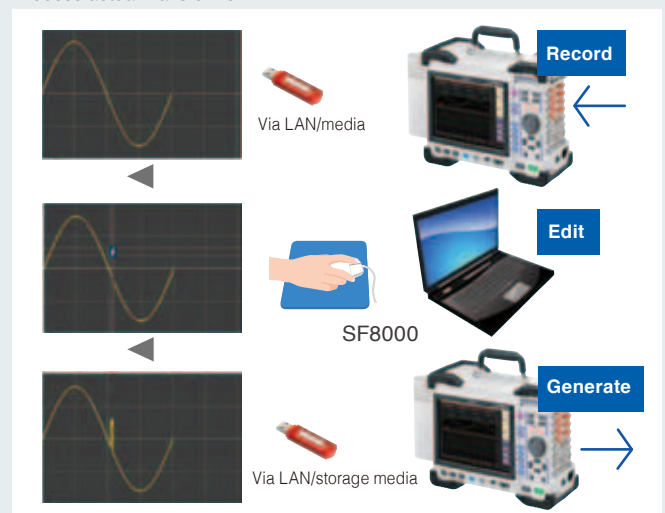 Record
Via LAN/media
Edit
SF8000
Generate
Via LAN/storage media